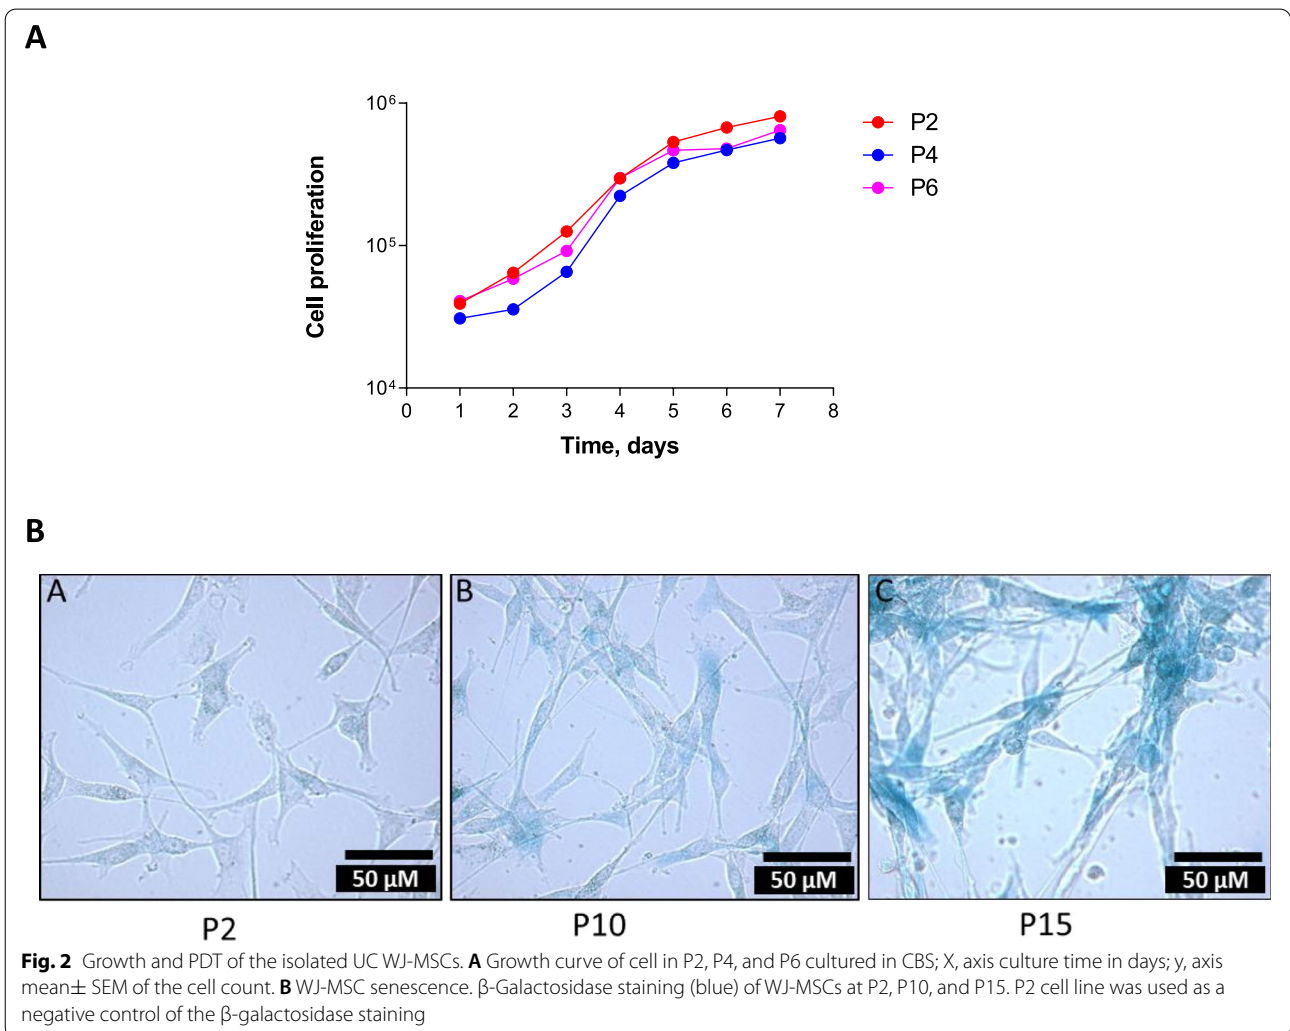 A
10⁶
10⁵
10⁴
Cell proliferation
0 1 2 3 4 5 6 7 8
Time, days
P2
P4
P6
B
A
B
C
50 µM
50 µM
50 µM
P2
P10
P15
Fig. 2 Growth and PDT of the isolated UC WJ-MSCs. A Growth curve of cell in P2, P4, and P6 cultured in CBS; X, axis culture time in days; y, axis
mean± SEM of the cell count. B WJ-MSC senescence. β-Galactosidase staining (blue) of WJ-MSCs at P2, P10, and P15. P2 cell line was used as a
negative control of the β-galactosidase staining